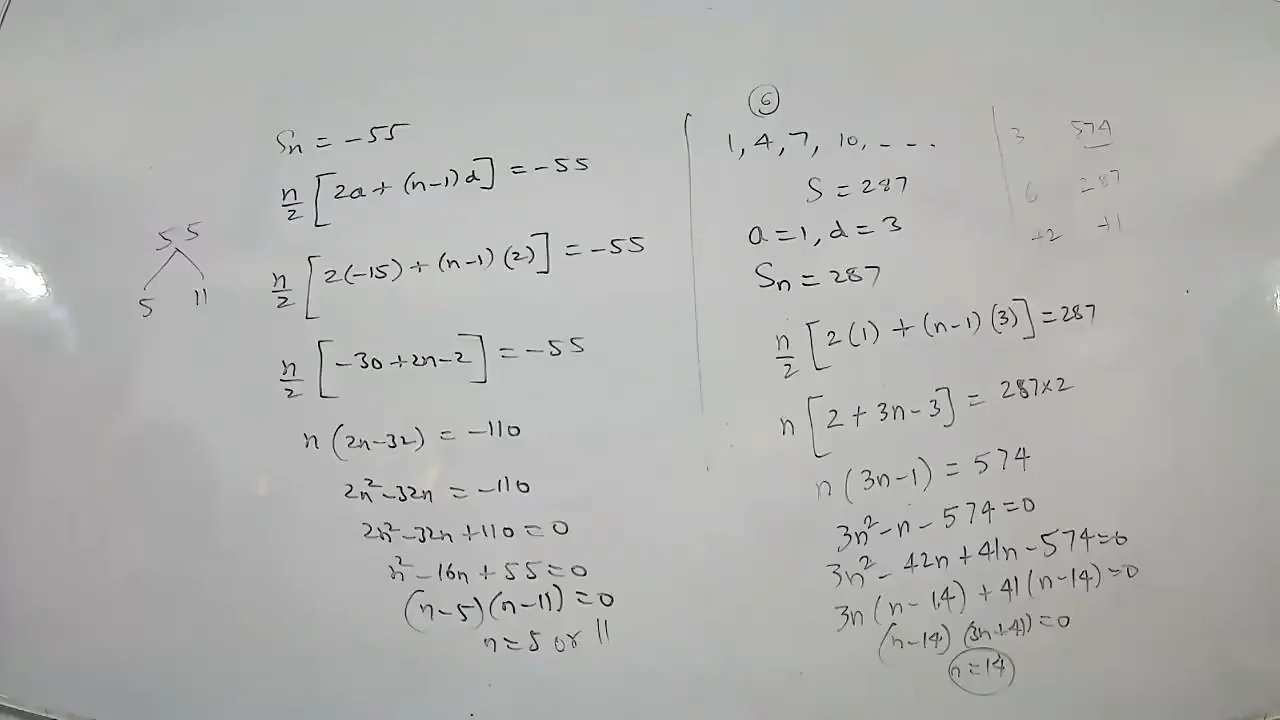 55
5 11
Sn = -55
n/2 [2a + (n-1)d] = -55
n/2 [2(-15) + (n-1)(2)] = -55
n/2 [-30 + 2n - 2] = -55
n (2n-32) = -110
2n² - 32n = -110
2n² - 32n + 110 = 0
n² - 16n + 55 = 0
(n-5)(n-11) = 0
n = 5 or 11
6
1, 4, 7, 10, - - - .
S = 287
a = 1, d = 3
Sn = 287
n/2 [2(1) + (n-1)(3)] = 287
n [2 + 3n - 3] = 287×2
n (3n-1) = 574
3n² - n - 574 = 0
3n² - 42n + 41n - 574 = 0
3n (n-14) + 41 (n-14) = 0
(n-14) (3n+41) = 0
n = 14
3 574
6 287
+2 +1